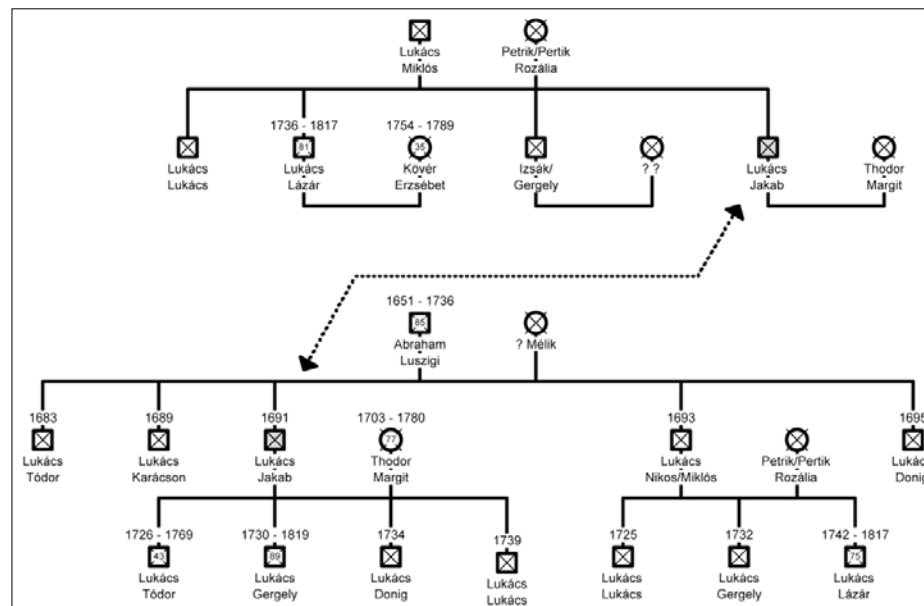 Lukács Miklós
Petrik/Pertik Rozália
Lukács Lukács
1736 - 1817
81
Lukács Lázár
1754 - 1789
35
Kövér Erzsébet
Izsák/ Gergely
? ?
Lukács Jakab
Thodor Margit
1651 - 1736
85
Abraham Luszigi
? Mélik
1683
Lukács Tódor
1689
Lukács Karácson
1691
Lukács Jakab
1703 - 1780
77
Thodor Margit
1693
Lukács Nikos/Miklós
Petrik/Pertik Rozália
1695
Lukács Donig
1726 - 1769
43
Lukács Tódor
1730 - 1819
89
Lukács Gergely
1734
Lukács Donig
1739
Lukács Lukács
1725
Lukács Lukács
1732
Lukács Gergely
1742 - 1817
75
Lukács Lázár